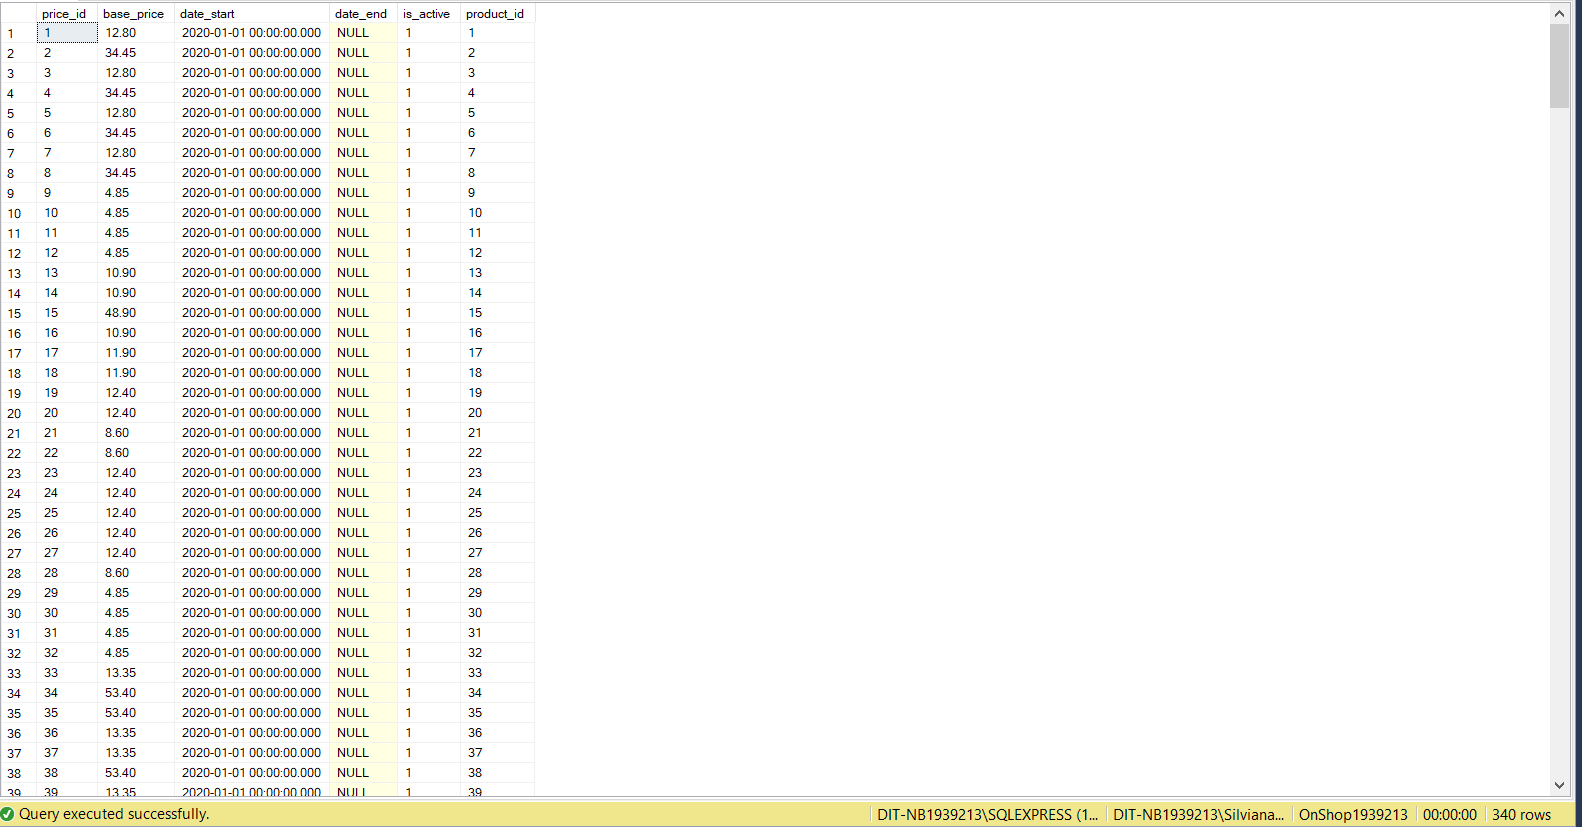 price_id base_price date_start date_end is_active product_id
1 1 12.80 2020-01-01 00:00:00.000 NULL 1 1
2 2 34.45 2020-01-01 00:00:00.000 NULL 1 2
3 3 12.80 2020-01-01 00:00:00.000 NULL 1 3
4 4 34.45 2020-01-01 00:00:00.000 NULL 1 4
5 5 12.80 2020-01-01 00:00:00.000 NULL 1 5
6 6 34.45 2020-01-01 00:00:00.000 NULL 1 6
7 7 12.80 2020-01-01 00:00:00.000 NULL 1 7
8 8 34.45 2020-01-01 00:00:00.000 NULL 1 8
9 9 4.85 2020-01-01 00:00:00.000 NULL 1 9
10 10 4.85 2020-01-01 00:00:00.000 NULL 1 10
11 11 4.85 2020-01-01 00:00:00.000 NULL 1 11
12 12 4.85 2020-01-01 00:00:00.000 NULL 1 12
13 13 10.90 2020-01-01 00:00:00.000 NULL 1 13
14 14 10.90 2020-01-01 00:00:00.000 NULL 1 14
15 15 48.90 2020-01-01 00:00:00.000 NULL 1 15
16 16 10.90 2020-01-01 00:00:00.000 NULL 1 16
17 17 11.90 2020-01-01 00:00:00.000 NULL 1 17
18 18 11.90 2020-01-01 00:00:00.000 NULL 1 18
19 19 12.40 2020-01-01 00:00:00.000 NULL 1 19
20 20 12.40 2020-01-01 00:00:00.000 NULL 1 20
21 21 8.60 2020-01-01 00:00:00.000 NULL 1 21
22 22 8.60 2020-01-01 00:00:00.000 NULL 1 22
23 23 12.40 2020-01-01 00:00:00.000 NULL 1 23
24 24 12.40 2020-01-01 00:00:00.000 NULL 1 24
25 25 12.40 2020-01-01 00:00:00.000 NULL 1 25
26 26 12.40 2020-01-01 00:00:00.000 NULL 1 26
27 27 12.40 2020-01-01 00:00:00.000 NULL 1 27
28 28 8.60 2020-01-01 00:00:00.000 NULL 1 28
29 29 4.85 2020-01-01 00:00:00.000 NULL 1 29
30 30 4.85 2020-01-01 00:00:00.000 NULL 1 30
31 31 4.85 2020-01-01 00:00:00.000 NULL 1 31
32 32 4.85 2020-01-01 00:00:00.000 NULL 1 32
33 33 13.35 2020-01-01 00:00:00.000 NULL 1 33
34 34 53.40 2020-01-01 00:00:00.000 NULL 1 34
35 35 53.40 2020-01-01 00:00:00.000 NULL 1 35
36 36 13.35 2020-01-01 00:00:00.000 NULL 1 36
37 37 13.35 2020-01-01 00:00:00.000 NULL 1 37
38 38 53.40 2020-01-01 00:00:00.000 NULL 1 38
39 39 13.35 2020-01-01 00:00:00.000 NULL 1 39
Query executed successfully. DIT-NB1939213\SQLEXPRESS (1... DIT-NB1939213\Silviana... OnShop1939213 00:00:00 340 rows